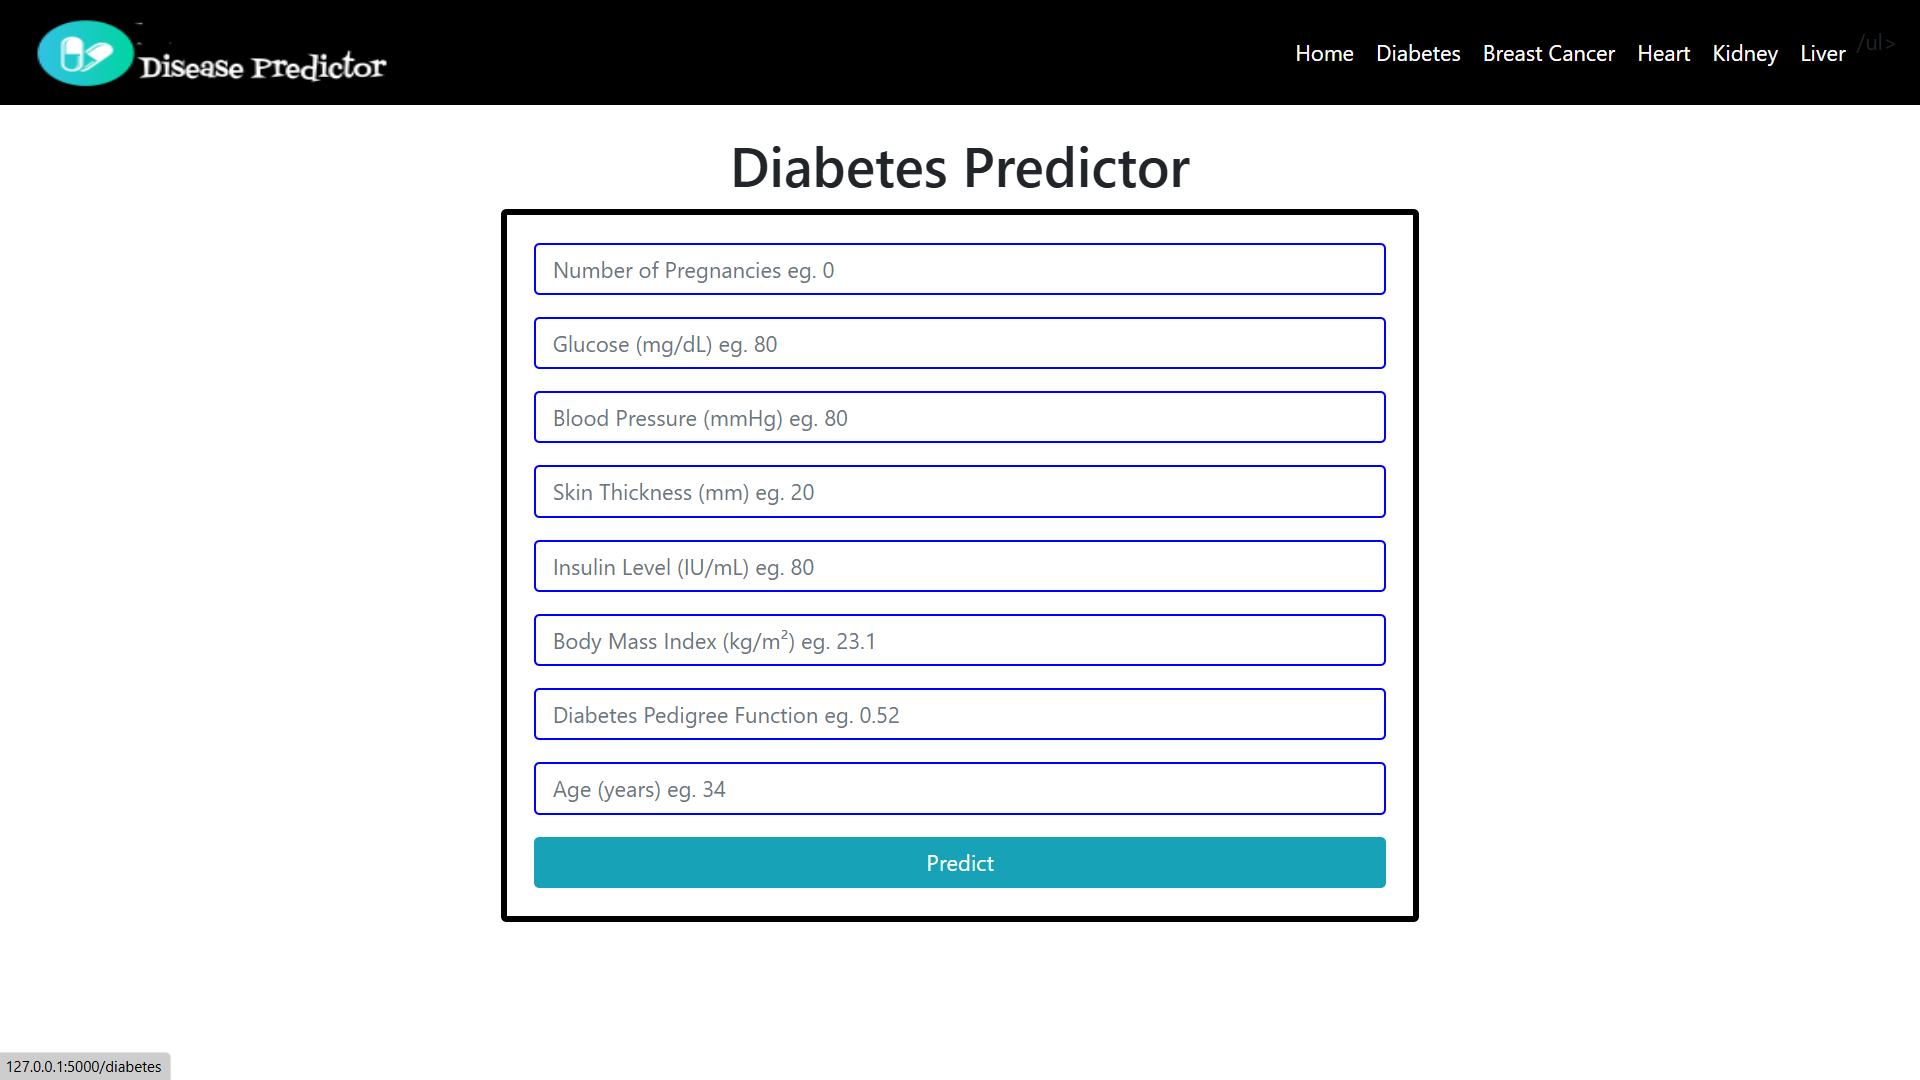 Disease Predictor
Home Diabetes Breast Cancer Heart Kidney Liver /ul>
Diabetes Predictor
Number of Pregnancies eg. 0
Glucose (mg/dL) eg. 80
Blood Pressure (mmHg) eg. 80
Skin Thickness (mm) eg. 20
Insulin Level (IU/mL) eg. 80
Body Mass Index (kg/m²) eg. 23.1
Diabetes Pedigree Function eg. 0.52
Age (years) eg. 34
Predict
127.0.0.1:5000/diabetes